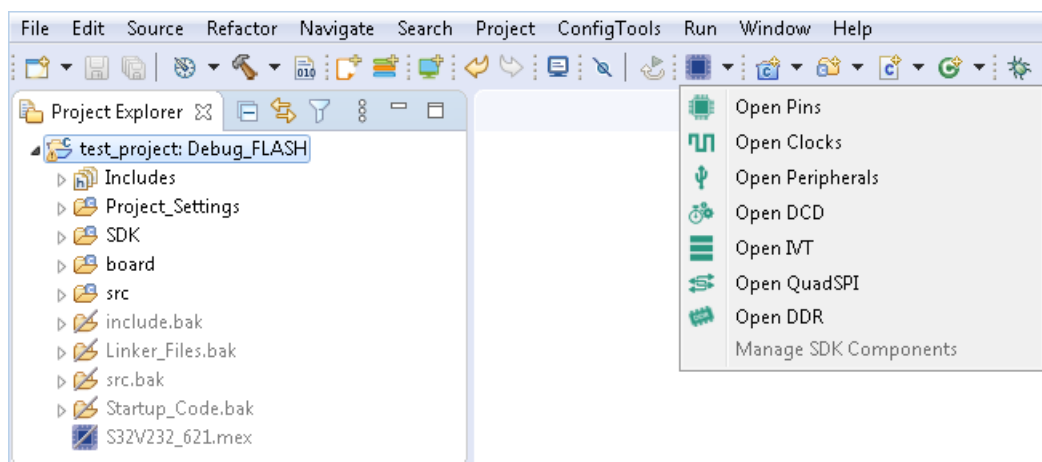 File Edit Source Refactor Navigate Search Project ConfigTools Run Window Help
010
Project Explorer
test_project: Debug_FLASH
Includes
Project_Settings
SDK
board
src
include.bak
Linker_Files.bak
src.bak
Startup_Code.bak
S32V232_621.mex
Open Pins
Open Clocks
Open Peripherals
Open DCD
Open IVT
Open QuadSPI
Open DDR
Manage SDK Components